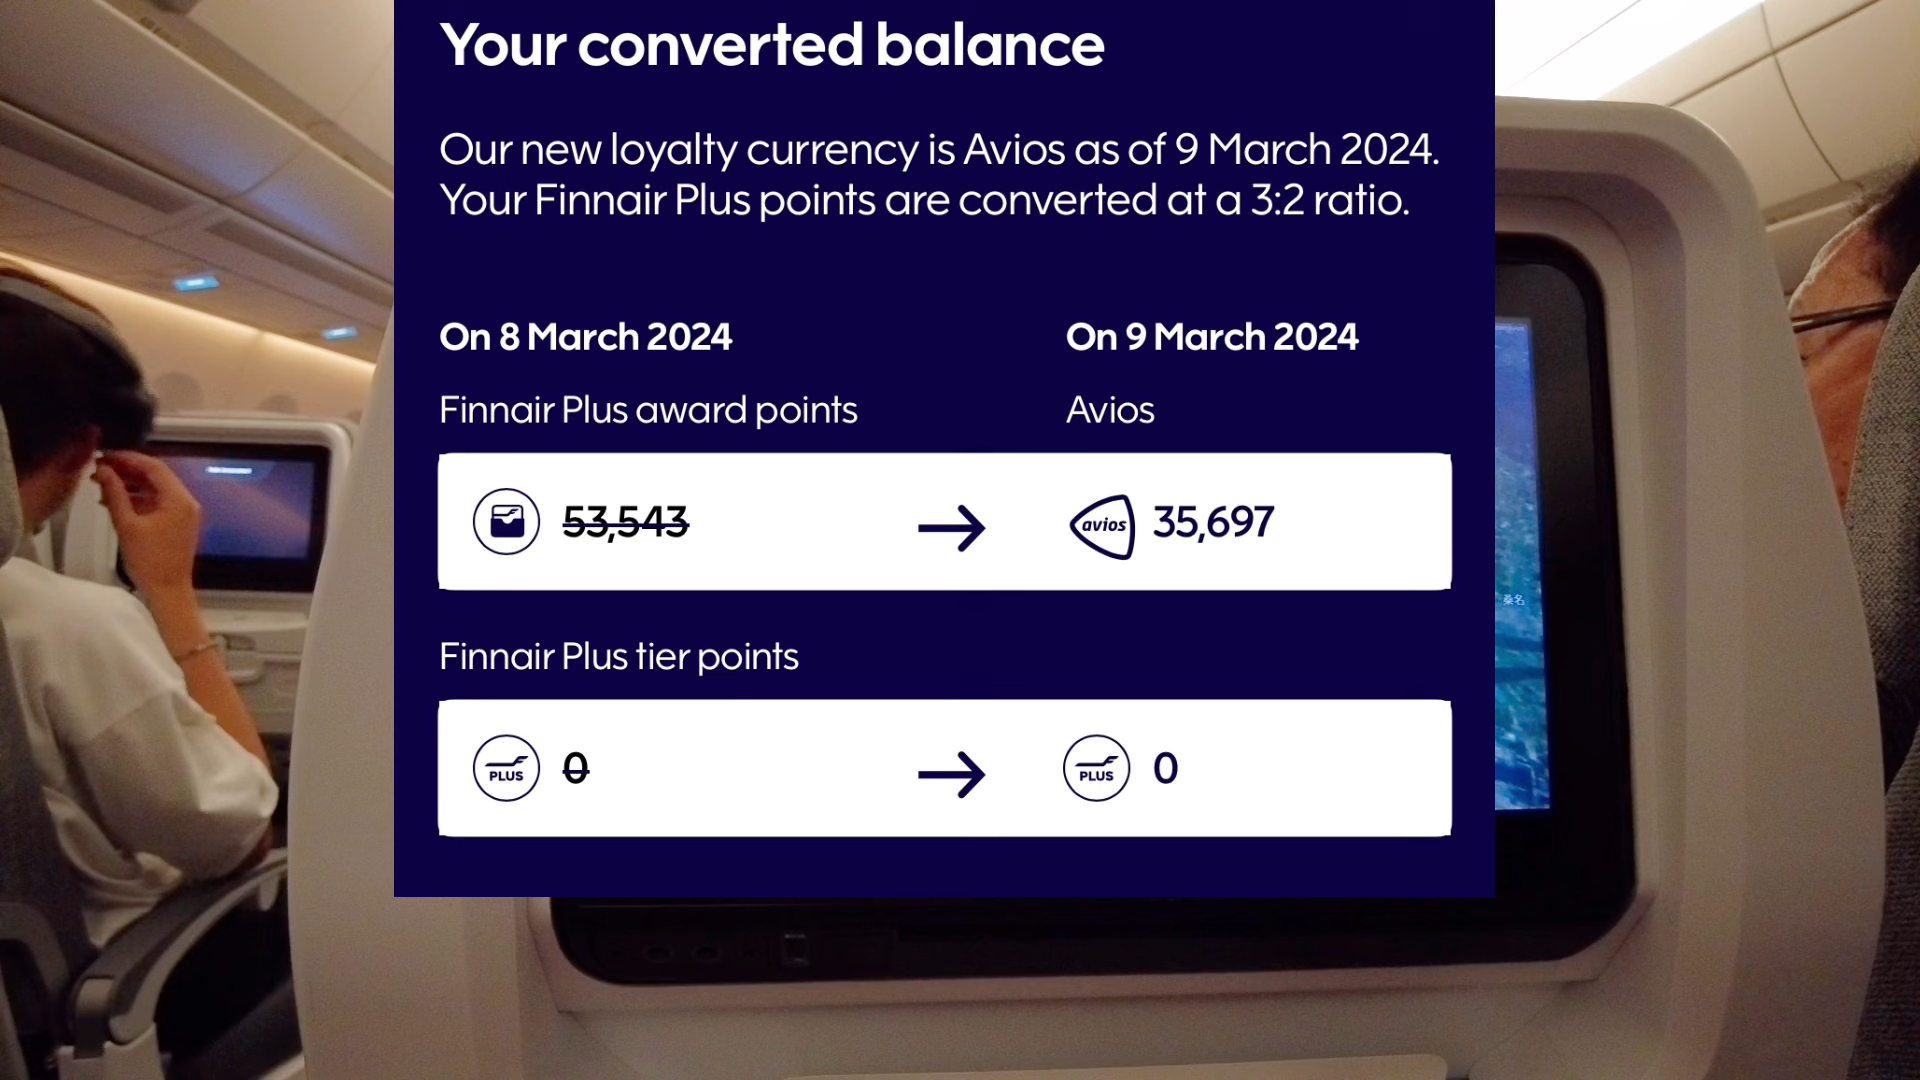 Your converted balance
Our new loyalty currency is Avios as of 9 March 2024.
Your Finnair Plus points are converted at a 3:2 ratio.
On 8 March 2024
On 9 March 2024
Finnair Plus award points
Avios
53,543
avios 35,697
Finnair Plus tier points
PLUS 0
PLUS 0
桑名